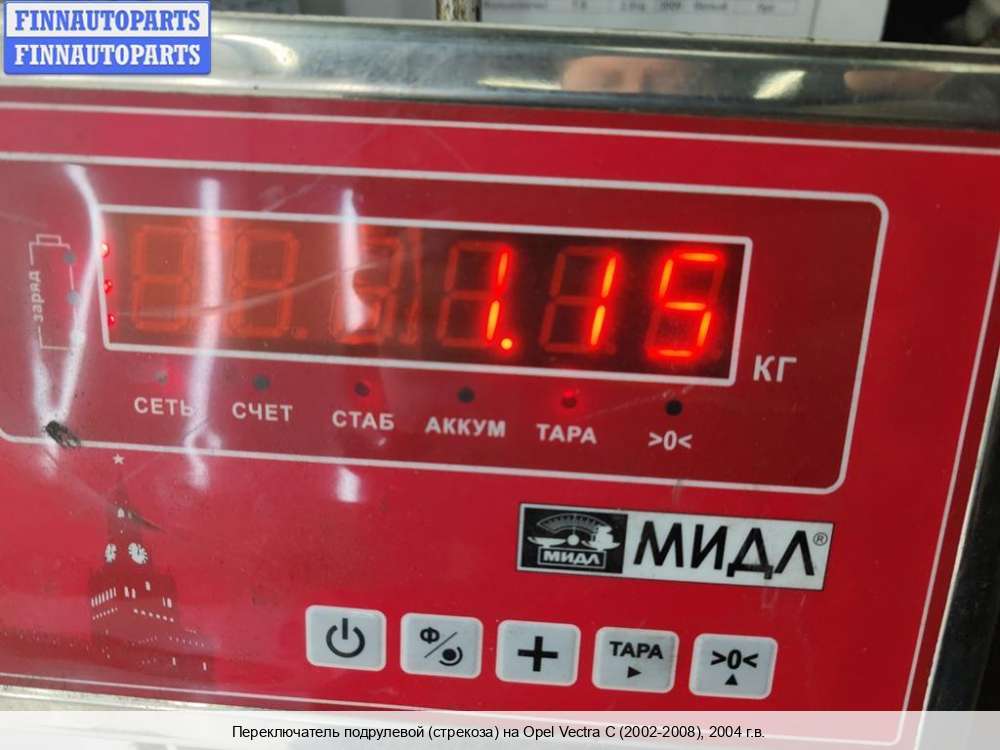 FINNAUTOPARTS
FINNAUTOPARTS
заряд
1.15
КГ
СЕТЬ СЧЕТ СТАБ АККУМ ТАРА >0<
МИДЛ МИДЛ®
Ф ТАРА >0<
Переключатель подрулевой (стрекоза) на Opel Vectra C (2002-2008), 2004 г.в.